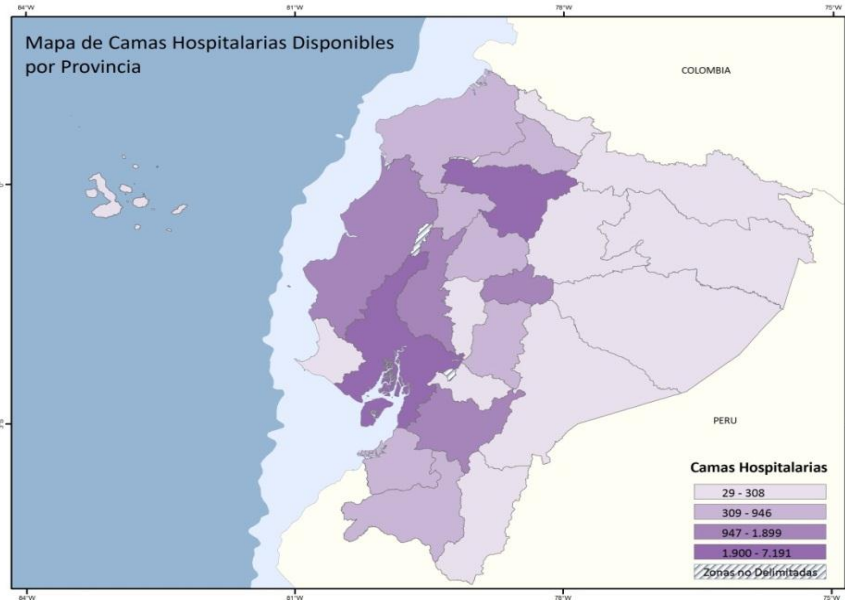 84°W 81°W 78°W 75°W
Mapa de Camas Hospitalarias Disponibles
por Provincia
COLOMBIA
PERU
Camas Hospitalarias
29 - 308
309 - 946
947 - 1.899
1.900 - 7.191
Zonas no Delimitadas
84°W 81°W 78°W 75°W